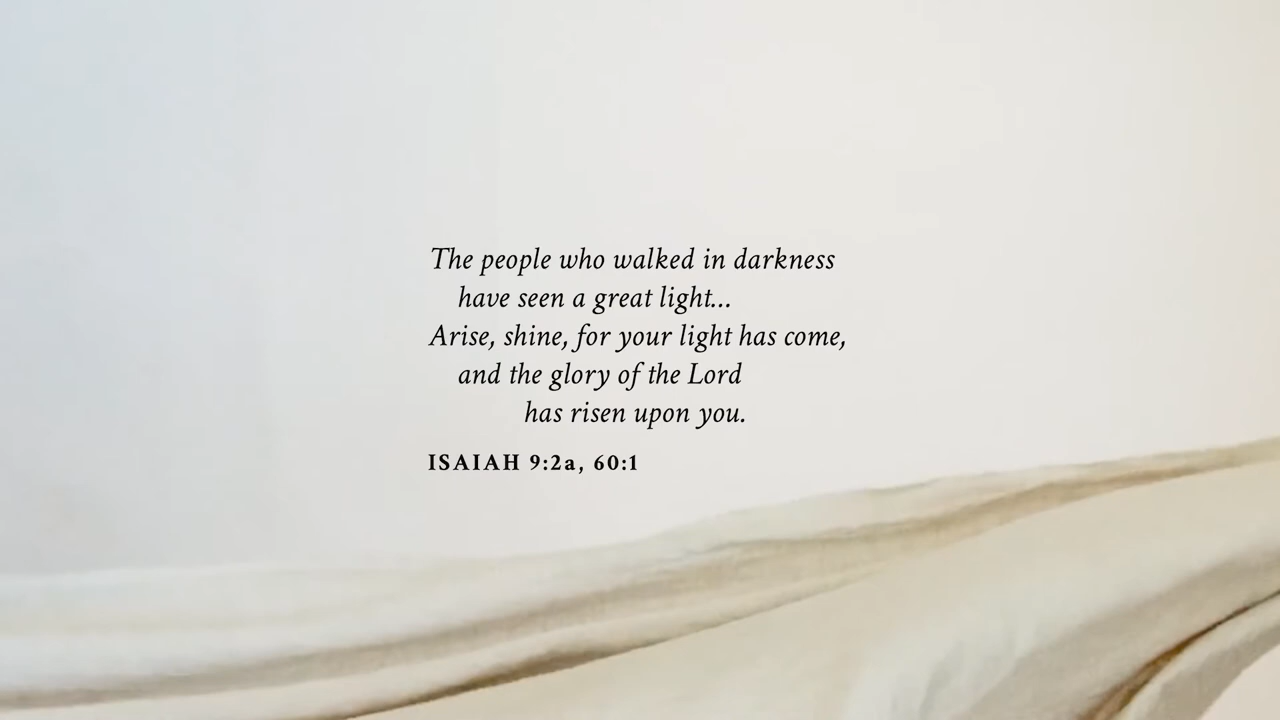 The people who walked in darkness
have seen a great light...
Arise, shine, for your light has come,
and the glory of the Lord
has risen upon you.
ISAIAH 9:2a, 60:1